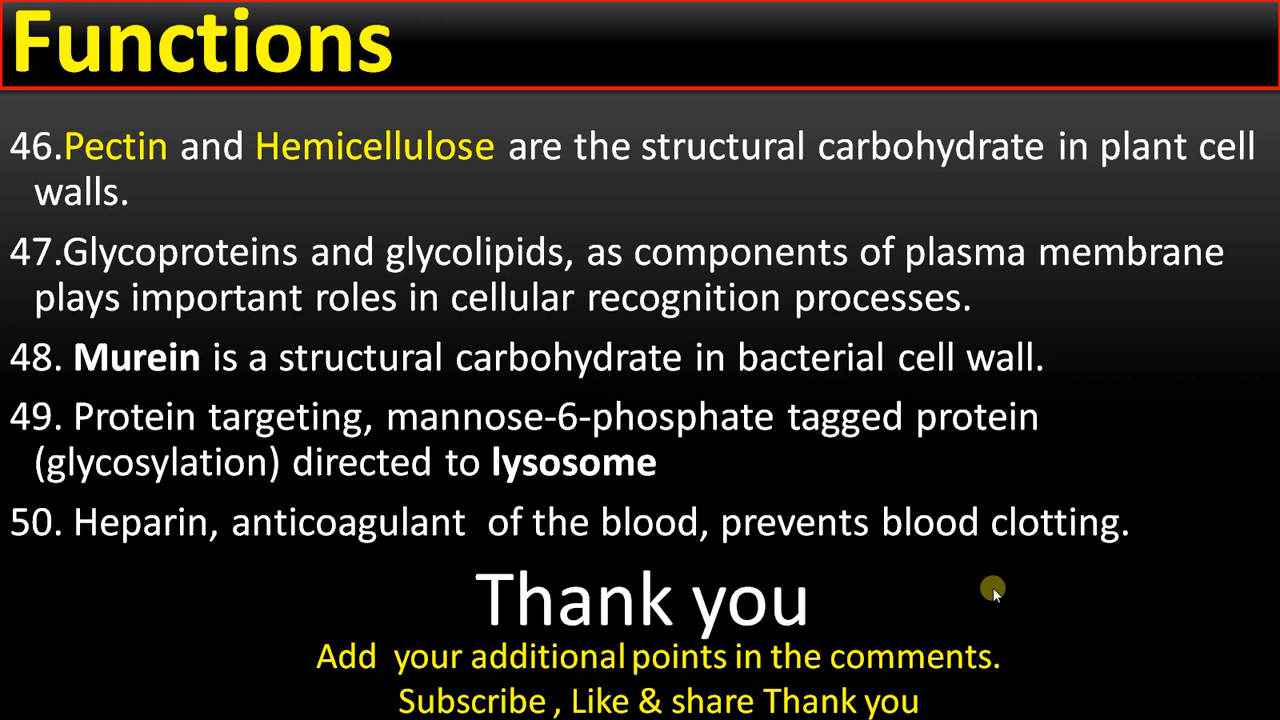 Functions
46.Pectin and Hemicellulose are the structural carbohydrate in plant cell
walls.
47.Glycoproteins and glycolipids, as components of plasma membrane
plays important roles in cellular recognition processes.
48. Murein is a structural carbohydrate in bacterial cell wall.
49. Protein targeting, mannose-6-phosphate tagged protein
(glycosylation) directed to lysosome
50. Heparin, anticoagulant  of the blood, prevents blood clotting.
Thank you
Add  your additional points in the comments.
Subscribe , Like & share Thank you